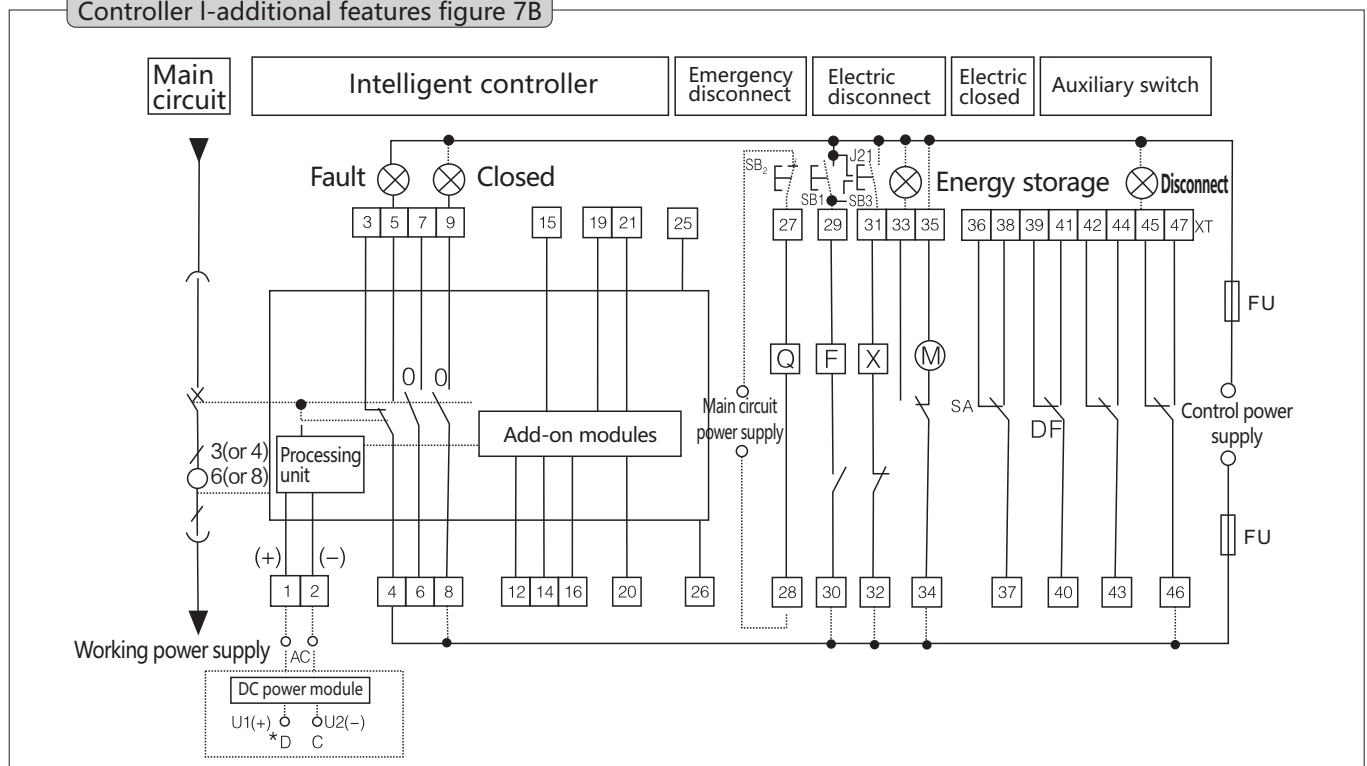 Controller I-additional features figure 7B
Main
circuit
Intelligent controller
Emergency
disconnect
Electric
disconnect
Electric
closed
Auxiliary switch
Fault
Closed
SB2
SB1
J21
SB3
Energy storage
Disconnect
3 5 7 9
15
19 21
25
27
29
31 33 35
36 38 39 41 42 44 45 47 XT
FU
0 0
Q
F
X
M
Main circuit
power supply
SA
DF
Control power
supply
3(or 4)
6(or 8)
Processing
unit
Add-on modules
FU
(+) (−)
1 2
4 6 8
12 14 16
20
26
28
30
32
34
37
40
43
46
Working power supply
AC
DC power module
U1(+) U2(−)
*D C